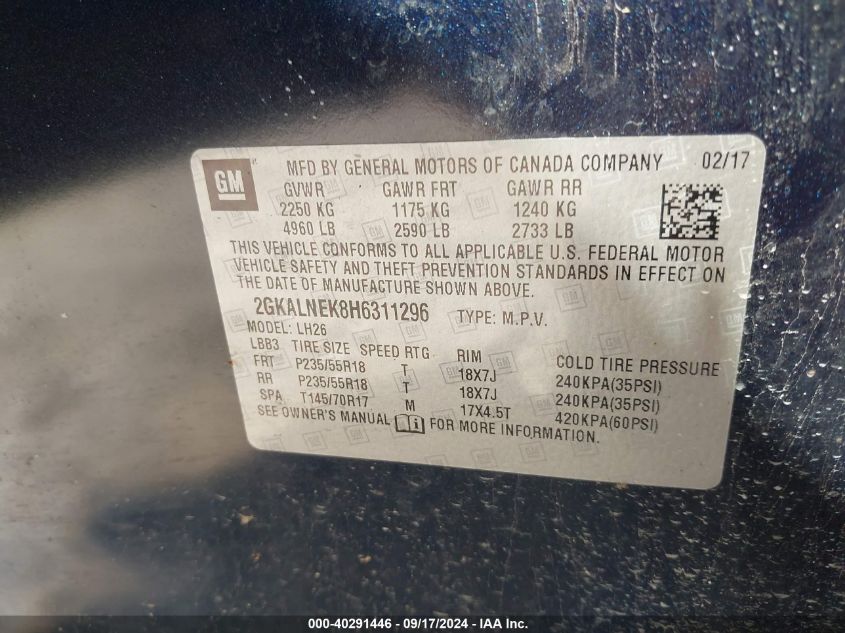 GM
MFD BY GENERAL MOTORS OF CANADA COMPANY 02/17
GVWR GAWR FRT GAWR RR
2250 KG 1175 KG 1240 KG
4960 LB 2590 LB 2733 LB
THIS VEHICLE CONFORMS TO ALL APPLICABLE U.S. FEDERAL MOTOR
VEHICLE SAFETY AND THEFT PREVENTION STANDARDS IN EFFECT ON
THE DATE OF MANUFACTURE SHOWN ABOVE.
2GKALNEK8H6311296 TYPE: M.P.V.
MODEL: LH26
LBB3 TIRE SIZE SPEED RTG RIM COLD TIRE PRESSURE
FRT P235/55R18 T 18X7J 240KPA(35PSI)
RR P235/55R18 T 18X7J 240KPA(35PSI)
SPA T145/70R17 M 17X4.5T 420KPA(60PSI)
SEE OWNER'S MANUAL FOR MORE INFORMATION.
000-40291446 - 09/17/2024 - IAA Inc.